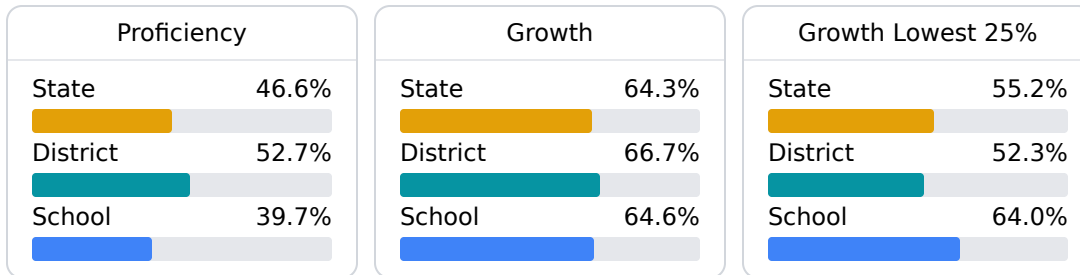 Proficiency
State 46.6%
District 52.7%
School 39.7%
Growth
State 64.3%
District 66.7%
School 64.6%
Growth Lowest 25%
State 55.2%
District 52.3%
School 64.0%